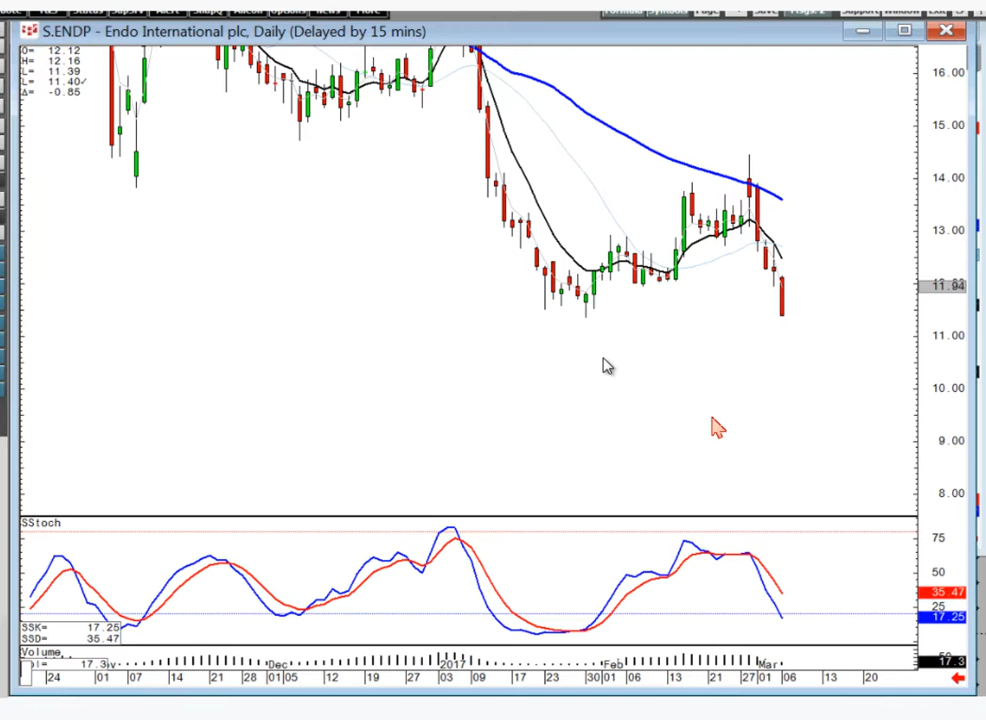 S.ENDP - Endo International plc, Daily (Delayed by 15 mins)
O= 12.12
H= 12.16
L= 11.39
L= 11.40✓
Δ= -0.85
16.00
15.00
14.00
13.00
11.94
11.00
10.00
9.00
8.00
SStoch
75
50
35.47
25
17.25
SSK= 17.25
SSD= 35.47
Volume
17.3
17.3
Dec 2017 Feb Mar
24 01 07 14 21 28 01 05 12 19 27 03 09 17 23 30 01 06 13 21 27 01 06 13 20